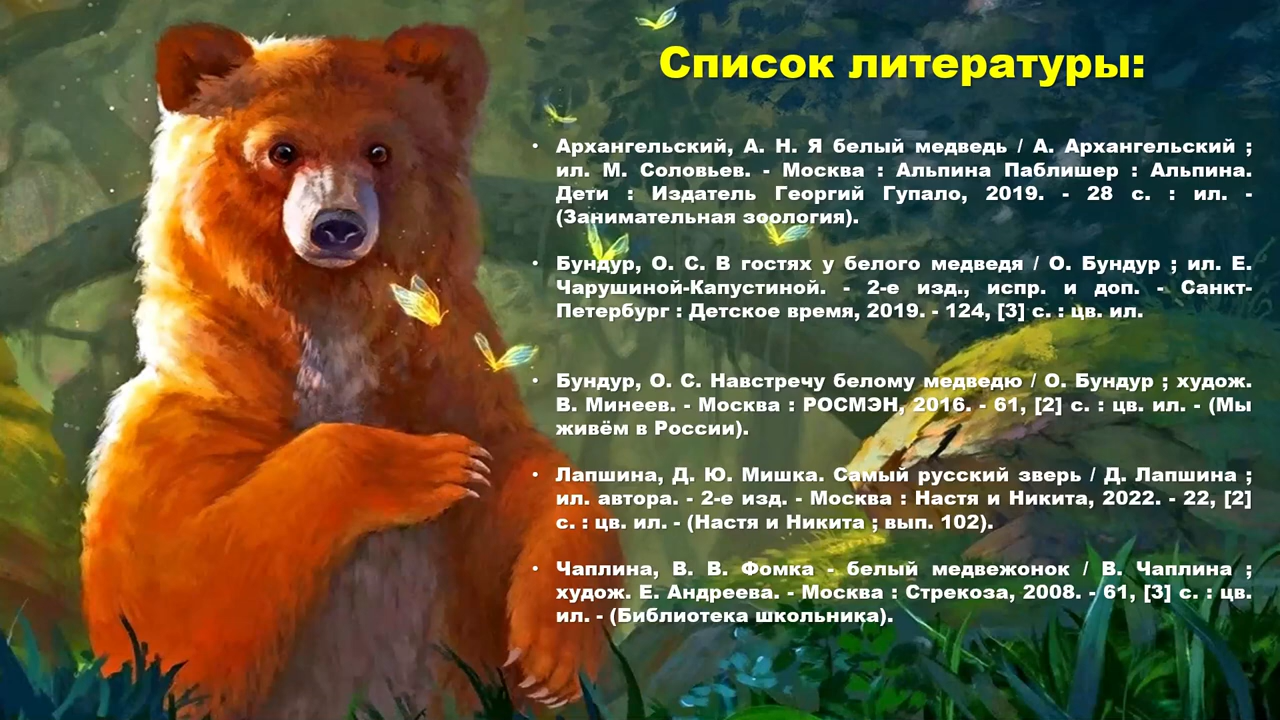 Список литературы:
• Архангельский, А. Н. Я белый медведь / А. Архангельский ;
ил. М. Соловьев. - Москва : Альпина Паблишер : Альпина.
Дети : Издатель Георгий Гупало, 2019. - 28 с. : ил. -
(Занимательная зоология).
• Бундур, О. С. В гостях у белого медведя / О. Бундур ; ил. Е.
Чарушиной-Капустиной. - 2-е изд., испр. и доп. - Санкт-
Петербург : Детское время, 2019. - 124, [3] с. : цв. ил.
• Бундур, О. С. Навстречу белому медведю / О. Бундур ; худож.
В. Минеев. - Москва : РОСМЭН, 2016. - 61, [2] с. : цв. ил. - (Мы
живём в России).
• Лапшина, Д. Ю. Мишка. Самый русский зверь / Д. Лапшина ;
ил. автора. - 2-е изд. - Москва : Настя и Никита, 2022. - 22, [2]
с. : цв. ил. - (Настя и Никита ; вып. 102).
• Чаплина, В. В. Фомка - белый медвежонок / В. Чаплина ;
худож. Е. Андреева. - Москва : Стрекоза, 2008. - 61, [3] с. : цв.
ил. - (Библиотека школьника).